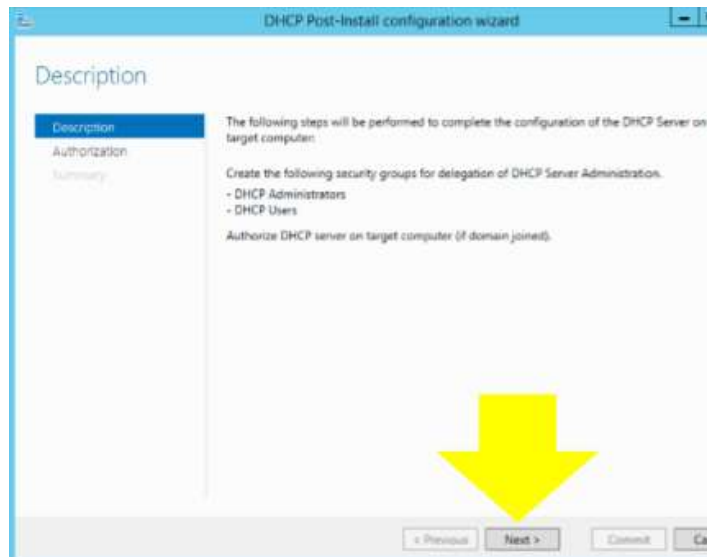 DHCP Post-Install configuration wizard
Description
Description
Authorization
Summary
The following steps will be performed to complete the configuration of the DHCP Server on
target computer:
Create the following security groups for delegation of DHCP Server Administration.
- DHCP Administrators
- DHCP Users
Authorize DHCP server on target computer (if domain joined).
< Previous
Next >
Commit
Ca